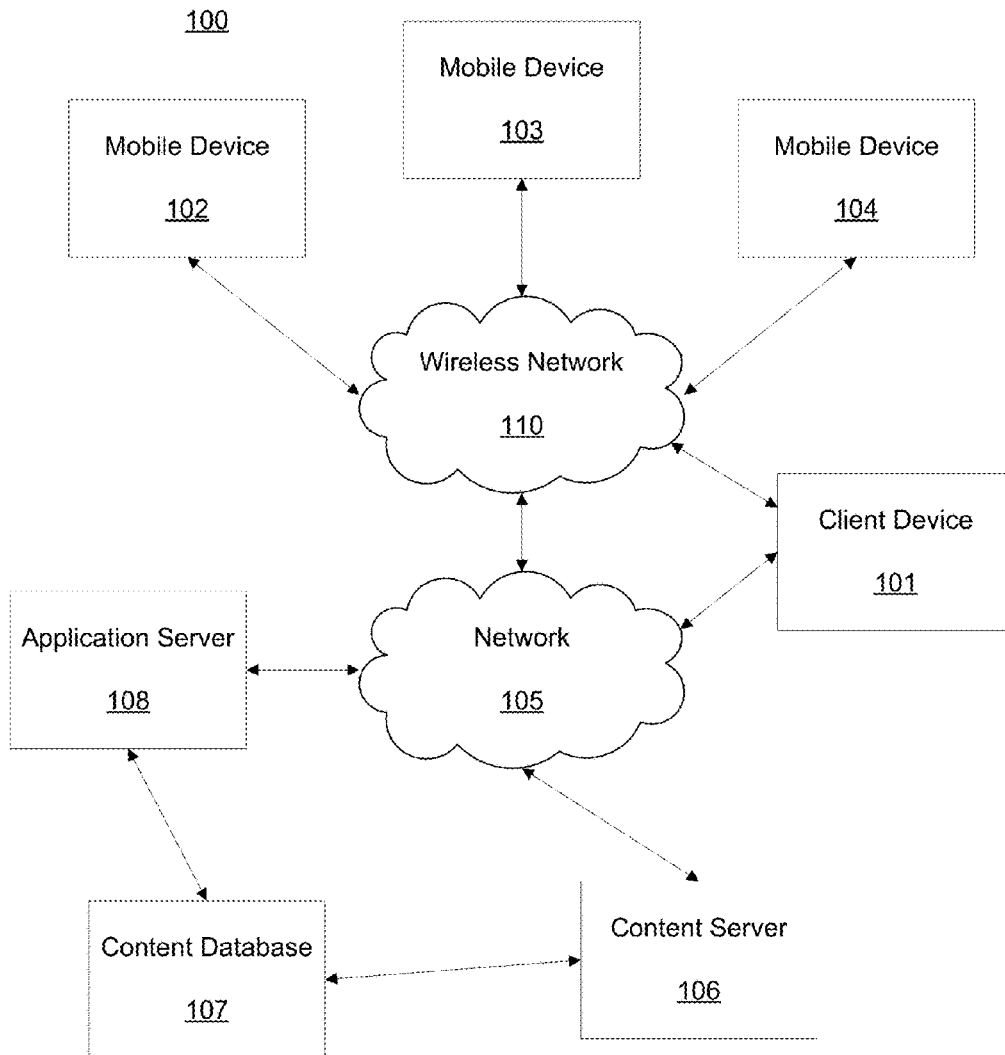 100
Mobile Device
103
Mobile Device
102
Mobile Device
104
Wireless Network
110
Client Device
101
Network
105
Application Server
108
Content Server
106
Content Database
107